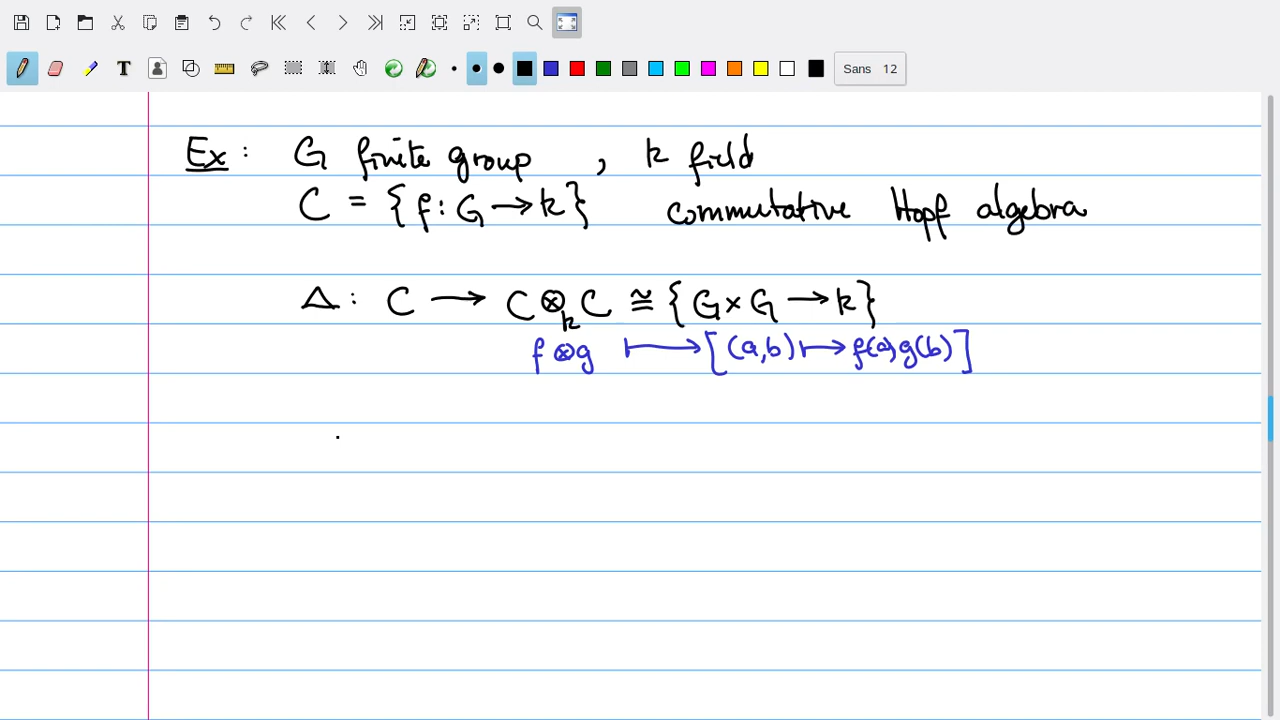 Sans 12
Ex: G finite group, k field
C = {f: G → k} commutative Hopf algebra
Δ: C → C ⊗ₖ C ≅ {G × G → k}
f ⊗ g ↦ [(a,b) ↦ f(a) g(b)]